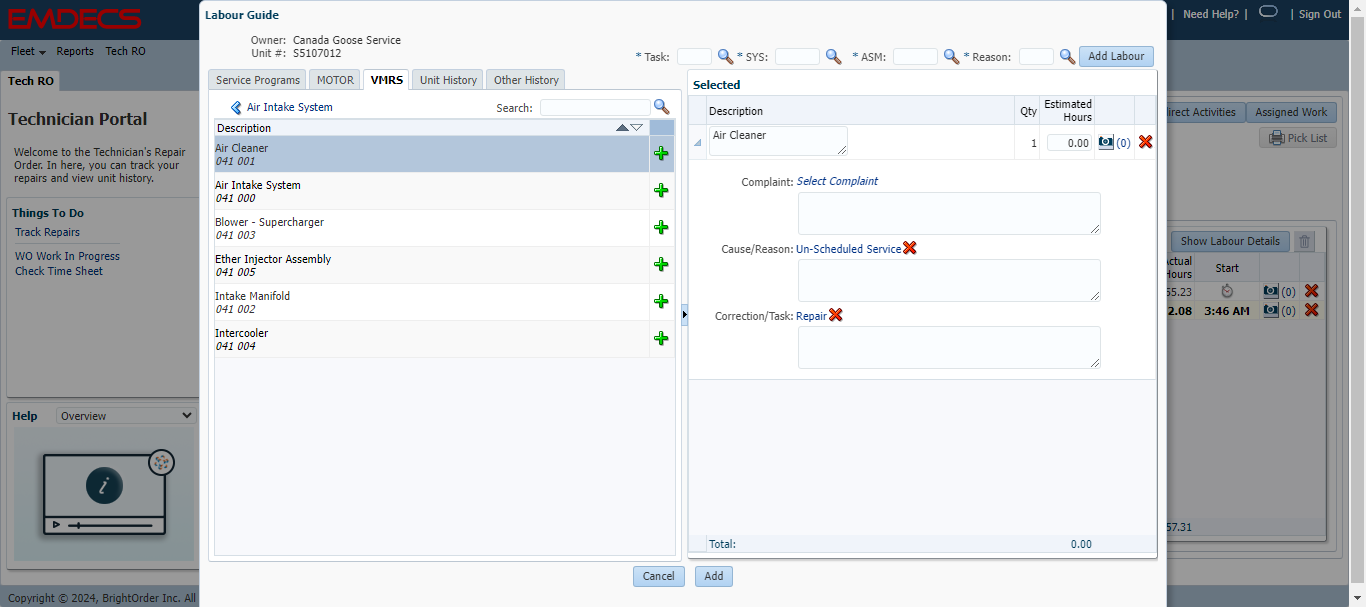 EMDECS
Need Help? | | Sign Out
Fleet Reports Tech RO
Tech RO
Technician Portal
Welcome to the Technician's Repair
Order. In here, you can track your
repairs and view unit history.
Things To Do
Track Repairs
WO Work In Progress
Check Time Sheet
Help Overview
i
Copyright © 2024, BrightOrder Inc. All
Labour Guide
Owner: Canada Goose Service
Unit #: S5107012
* Task: * SYS: * ASM: * Reason: Add Labour
Service Programs MOTOR VMRS Unit History Other History
Air Intake System Search:
Description
Air Cleaner
041 001
Air Intake System
041 000
Blower - Supercharger
041 003
Ether Injector Assembly
041 005
Intake Manifold
041 002
Intercooler
041 004
Selected
Description Qty Estimated
Hours
Air Cleaner 1 0.00 (0)
Complaint: Select Complaint
Cause/Reason: Un-Scheduled Service
Correction/Task: Repair
Total: 0.00
Cancel Add
Assigned Work
Activities
Pick List
Show Labour Details
Start
(0)
3:46 AM (0)
57.31